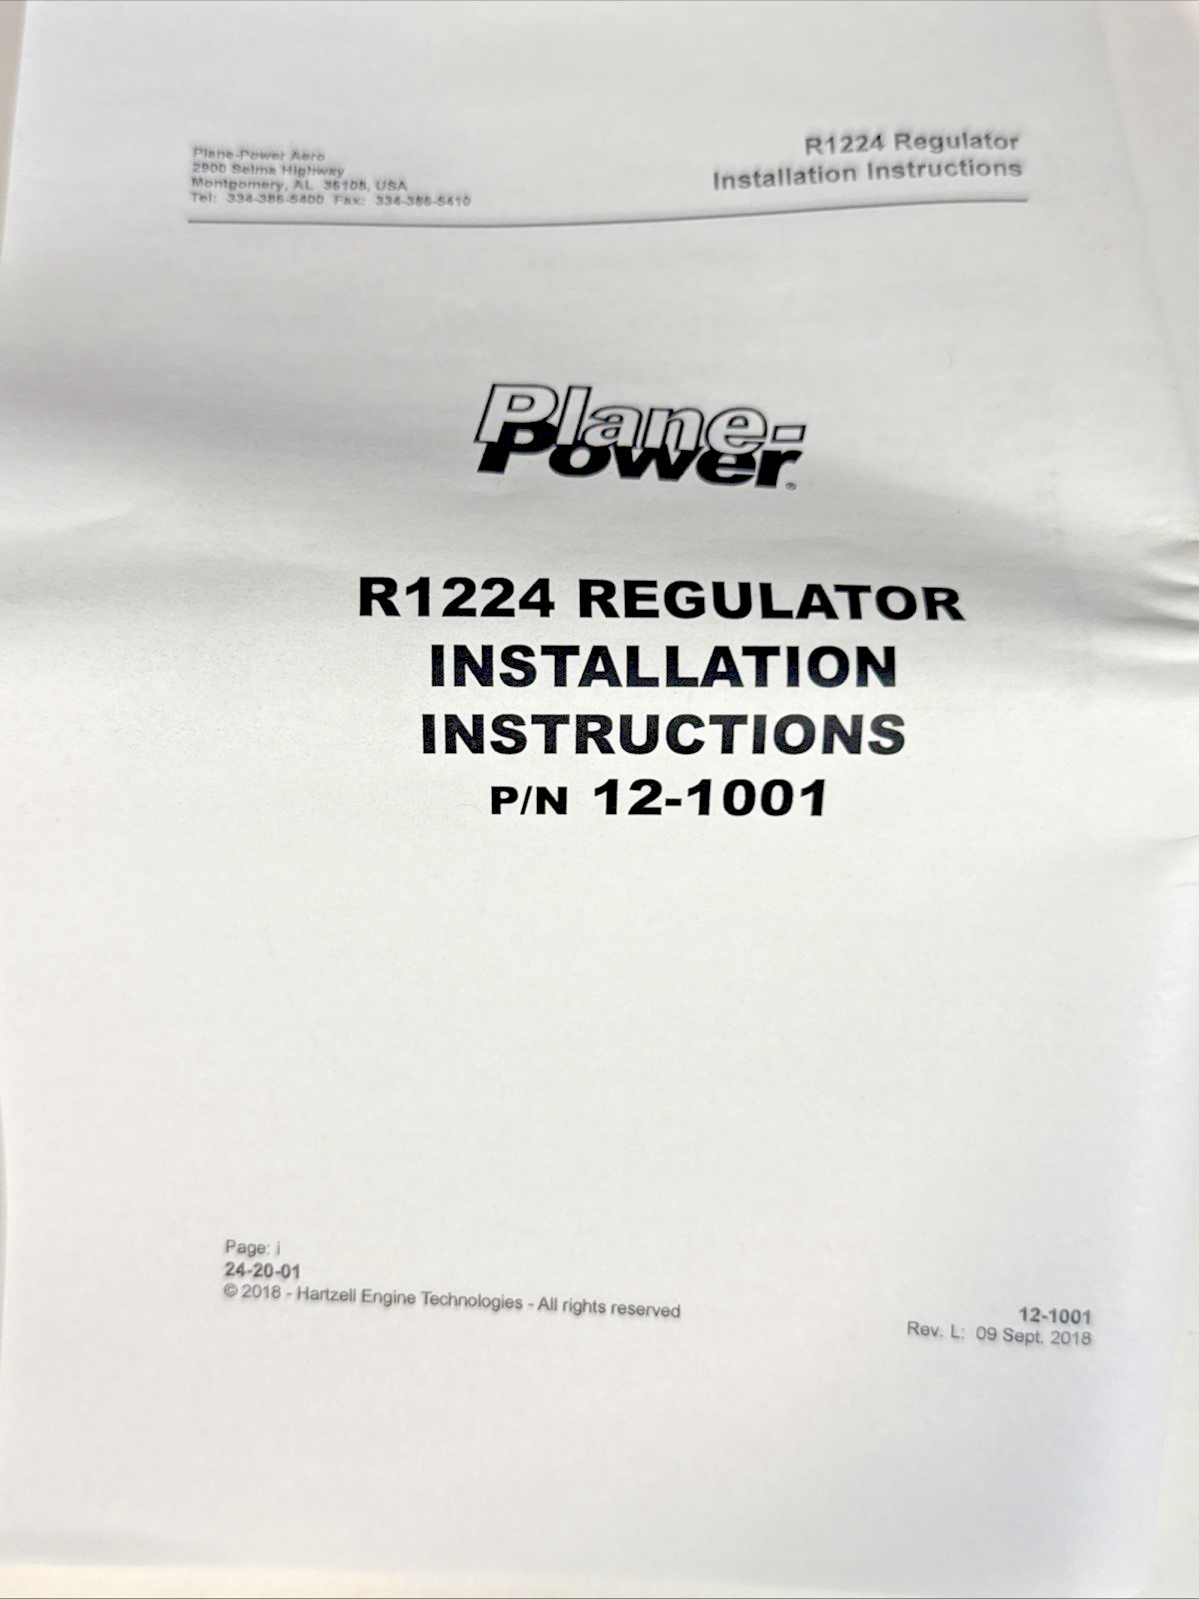 Plane-Power Aero
2900 Selma Highway
Montgomery, AL 36108, USA
Tel: 334-386-5400 Fax: 334-386-5410
R1224 Regulator
Installation Instructions
Plane-
Power®
R1224 REGULATOR
INSTALLATION
INSTRUCTIONS
P/N 12-1001
Page: i
24-20-01
© 2018 - Hartzell Engine Technologies - All rights reserved
12-1001
Rev. L: 09 Sept. 2018